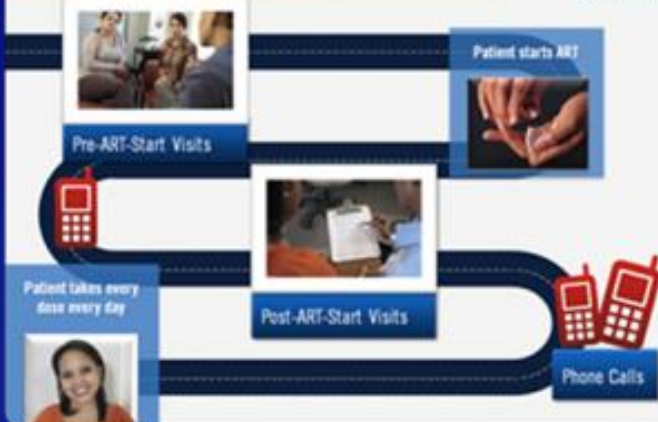 Patient starts ART
Pre-ART-Start Visits
Patient takes every
dose every day
Post-ART-Start Visits
Phone Calls